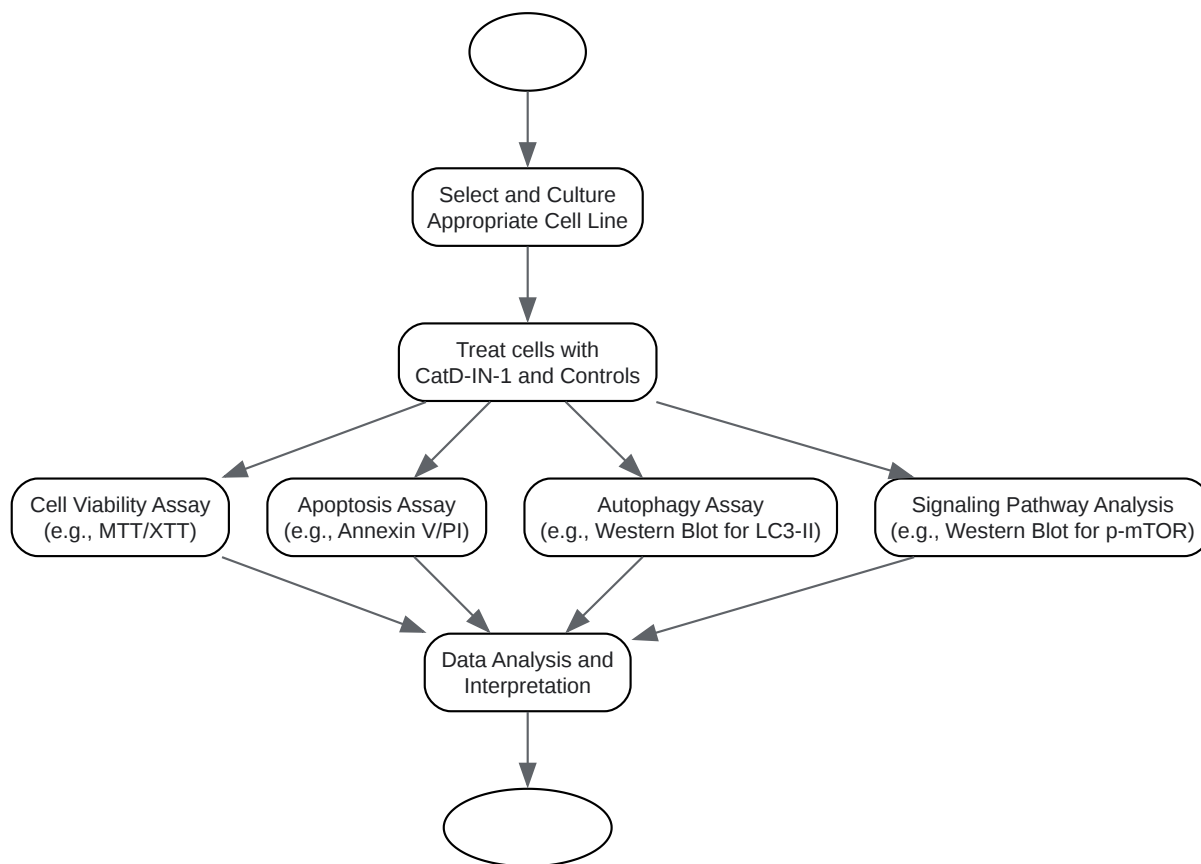 Select and Culture
Appropriate Cell Line
Treat cells with
CatD-IN-1 and Controls
Cell Viability Assay
(e.g., MTT/XTT)
Apoptosis Assay
(e.g., Annexin V/PI)
Autophagy Assay
(e.g., Western Blot for LC3-II)
Signaling Pathway Analysis
(e.g., Western Blot for p-mTOR)
Data Analysis and
Interpretation